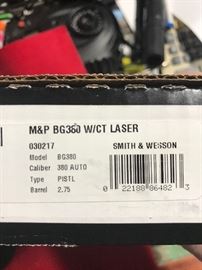 M&P BG380 W/CT LASER
030217 SMITH & WESSON
Model BG380
Caliber 380 AUTO
Type PISTL
Barrel 2.75
0 22188 86482 3